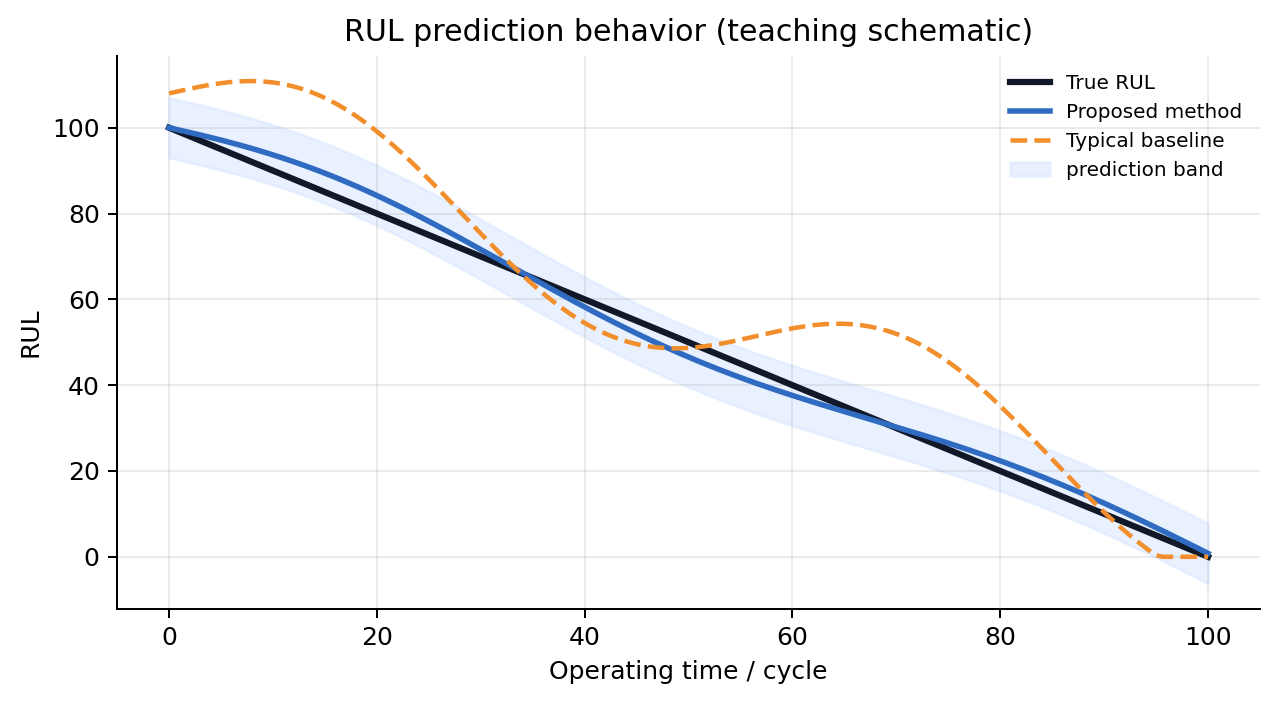 RUL prediction behavior (teaching schematic)
True RUL
Proposed method
Typical baseline
prediction band
RUL
100
80
60
40
20
0
0 20 40 60 80 100
Operating time / cycle